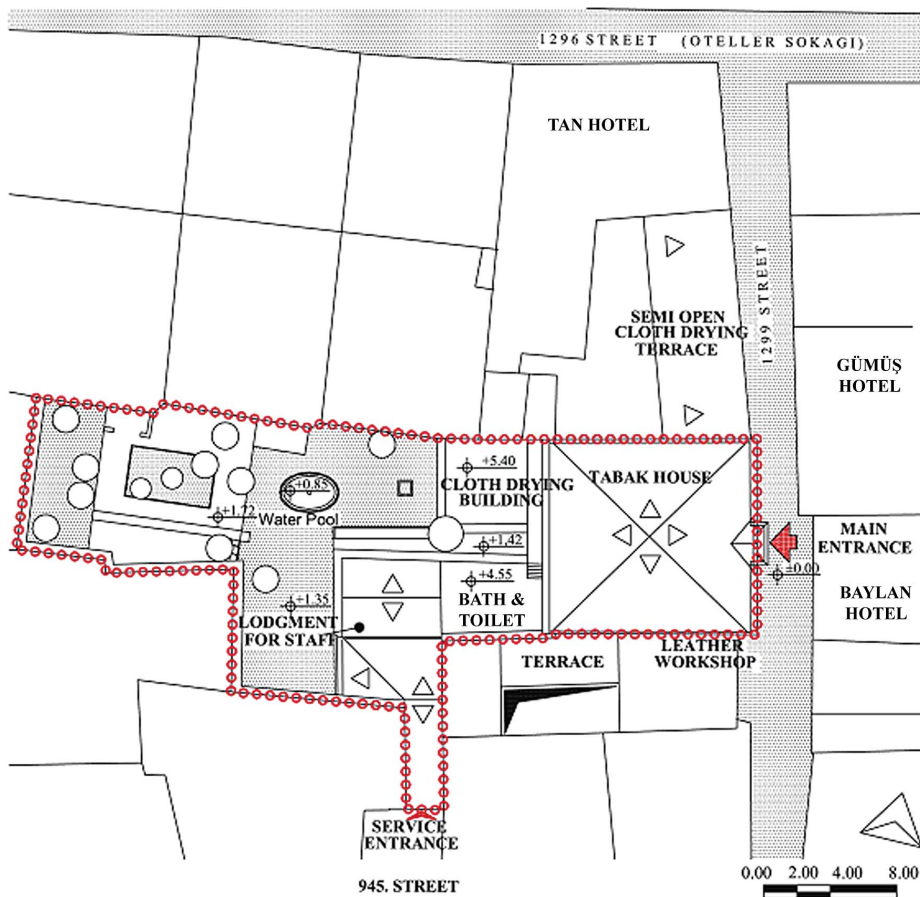 1296 STREET (OTELLER SOKAGI)
TAN HOTEL
1299 STREET
SEMI OPEN
CLOTH DRYING
TERRACE
GÜMÜŞ
HOTEL
+5.40
CLOTH DRYING
BUILDING
TABAK HOUSE
+0.85
Water Pool
+1.72
+1.42
MAIN
ENTRANCE
±0.00
+4.55
BATH &
TOILET
BAYLAN
HOTEL
+1.35
LODGMENT
FOR STAFF
TERRACE
LEATHER
WORKSHOP
SERVICE
ENTRANCE
945. STREET
0.00 2.00 4.00 8.00